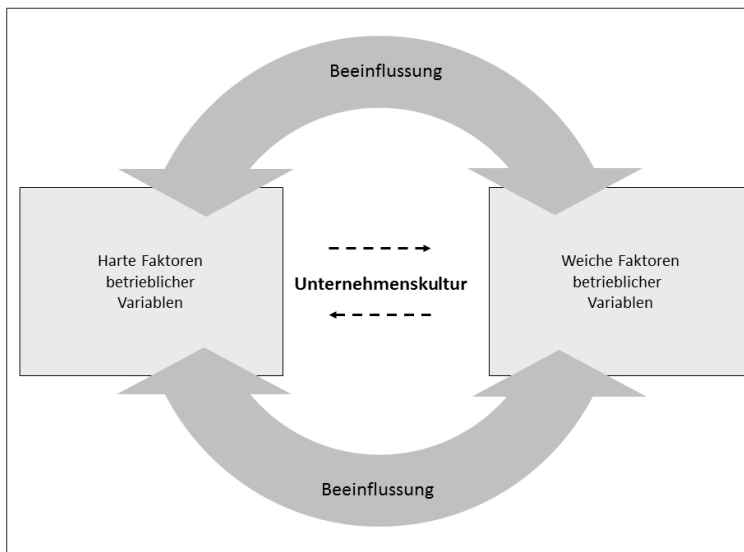 Beeinflussung
Harte Faktoren
betrieblicher
Variablen
Unternehmenskultur
Weiche Faktoren
betrieblicher
Variablen
Beeinflussung